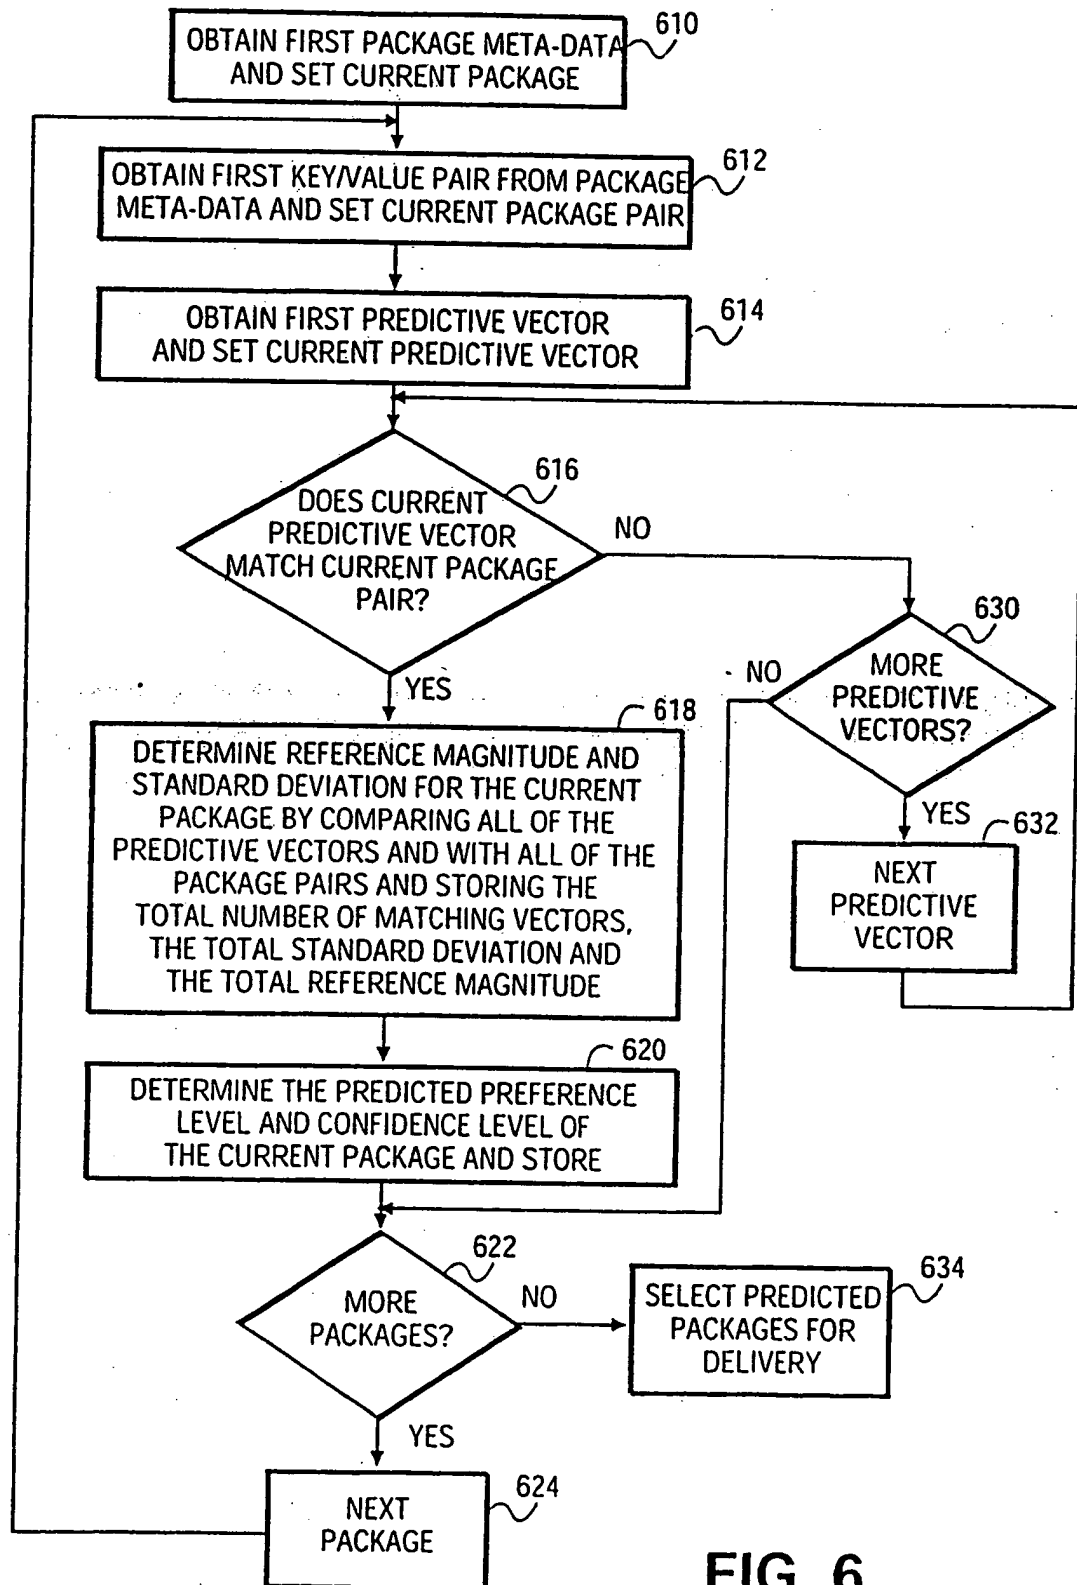 610
OBTAIN FIRST PACKAGE META-DATA
AND SET CURRENT PACKAGE
612
OBTAIN FIRST KEY/VALUE PAIR FROM PACKAGE
META-DATA AND SET CURRENT PACKAGE PAIR
614
OBTAIN FIRST PREDICTIVE VECTOR
AND SET CURRENT PREDICTIVE VECTOR
616
DOES CURRENT
PREDICTIVE VECTOR
MATCH CURRENT PACKAGE
PAIR?
NO
YES
630
MORE
PREDICTIVE
VECTORS?
NO
YES
632
NEXT
PREDICTIVE
VECTOR
618
DETERMINE REFERENCE MAGNITUDE AND
STANDARD DEVIATION FOR THE CURRENT
PACKAGE BY COMPARING ALL OF THE
PREDICTIVE VECTORS AND WITH ALL OF THE
PACKAGE PAIRS AND STORING THE
TOTAL NUMBER OF MATCHING VECTORS,
THE TOTAL STANDARD DEVIATION AND
THE TOTAL REFERENCE MAGNITUDE
620
DETERMINE THE PREDICTED PREFERENCE
LEVEL AND CONFIDENCE LEVEL OF
THE CURRENT PACKAGE AND STORE
622
MORE
PACKAGES?
NO
YES
634
SELECT PREDICTED
PACKAGES FOR
DELIVERY
624
NEXT
PACKAGE
FIG. 6